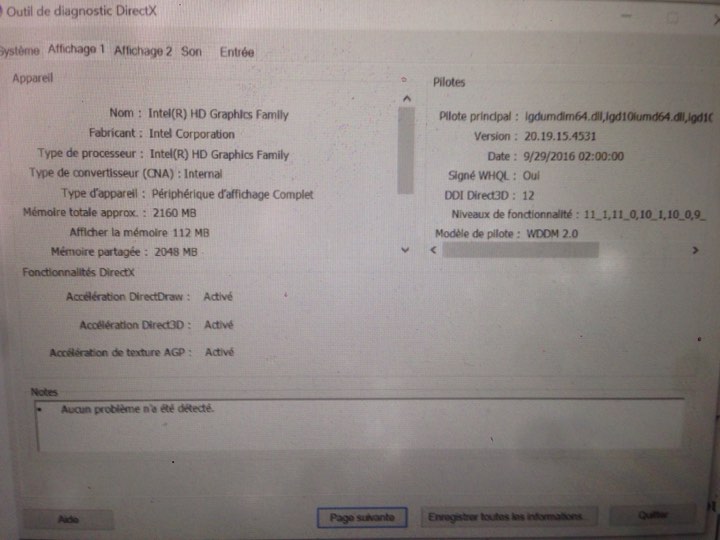 Outil de diagnostic DirectX
Système Affichage 1 Affichage 2 Son Entrée
Appareil
Nom : Intel(R) HD Graphics Family
Fabricant : Intel Corporation
Type de processeur : Intel(R) HD Graphics Family
Type de convertisseur (CNA) : Internal
Type d'appareil : Périphérique d'affichage Complet
Mémoire totale approx. : 2160 MB
Afficher la mémoire 112 MB
Mémoire partagée : 2048 MB
Pilotes
Pilote principal : igdumdim64.dll,igd10iumd64.dll,igd10
Version : 20.19.15.4531
Date : 9/29/2016 02:00:00
Signé WHQL : Oui
DDI Direct3D : 12
Niveaux de fonctionnalité : 11_1,11_0,10_1,10_0,9_
Modèle de pilote : WDDM 2.0
Fonctionnalités DirectX
Accélération DirectDraw : Activé
Accélération Direct3D : Activé
Accélération de texture AGP : Activé
Notes
Aucun problème n'a été détecté.
Aide
Page suivante
Enregistrer toutes les informations...
Quitter